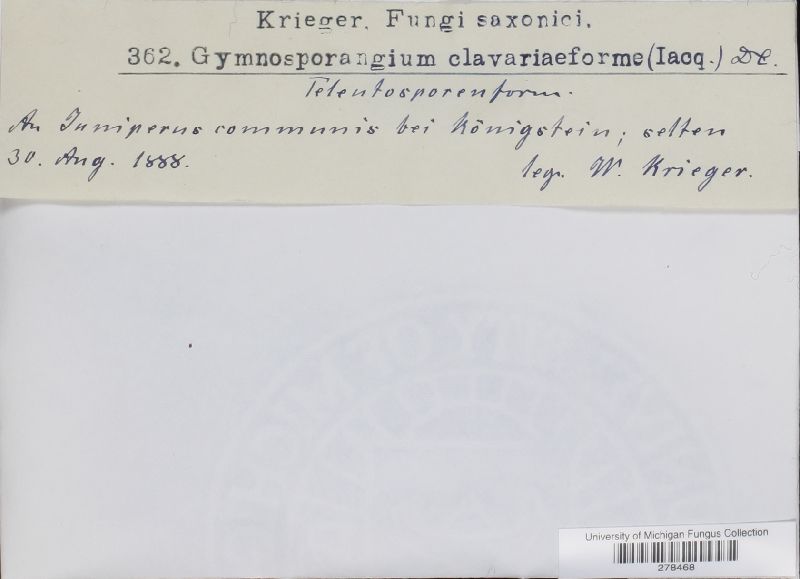 Krieger, Fungi saxonici.
362. Gymnosporangium clavariaeforme (Iacq.) DC.
Teleutosporenform.
An Juniperus communis bei Königstein; selten
30. Aug. 1888. leg. W. Krieger.
University of Michigan Fungus Collection
278468